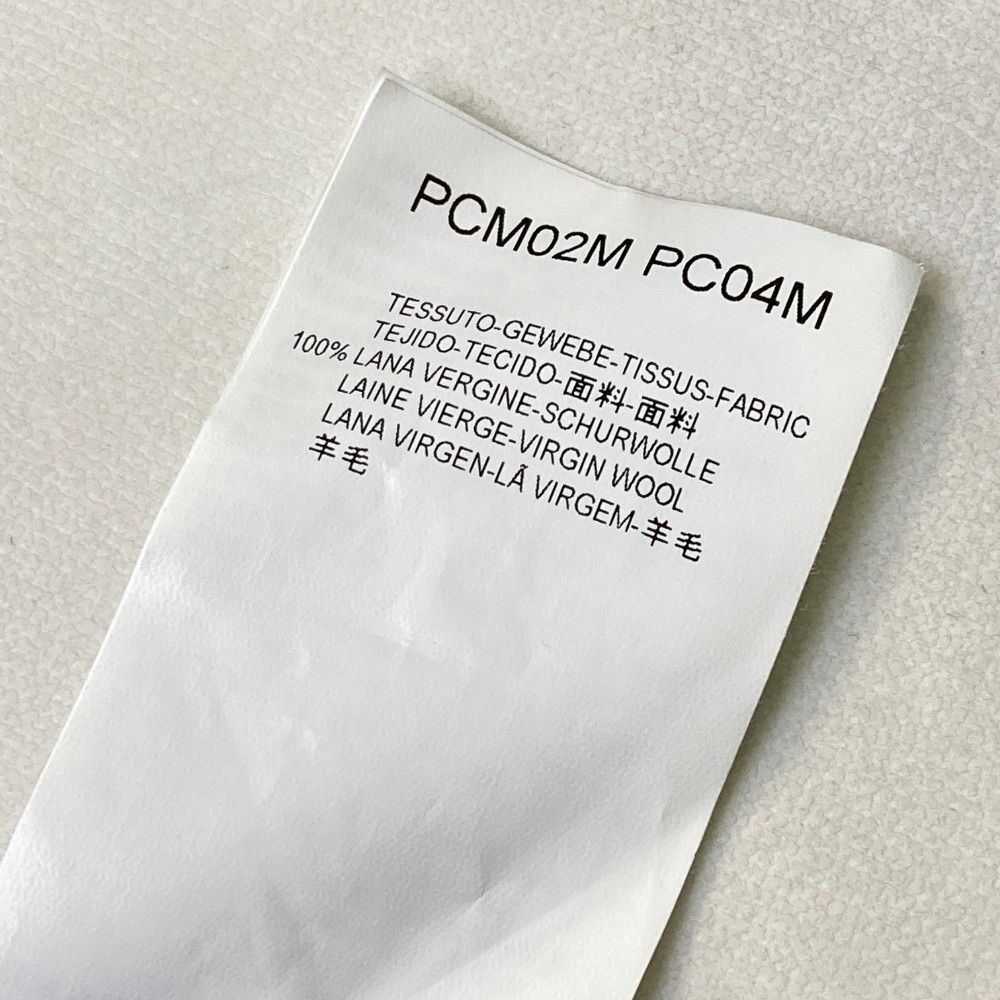 PCM02M PC04M
TESSUTO-GEWEBE-TISSUS-FABRIC
TEJIDO-TECIDO-面料-面料
100% LANA VERGINE-SCHURWOLLE
LAINE VIERGE-VIRGIN WOOL
LANA VIRGEN-LÃ VIRGEM-羊毛
羊毛